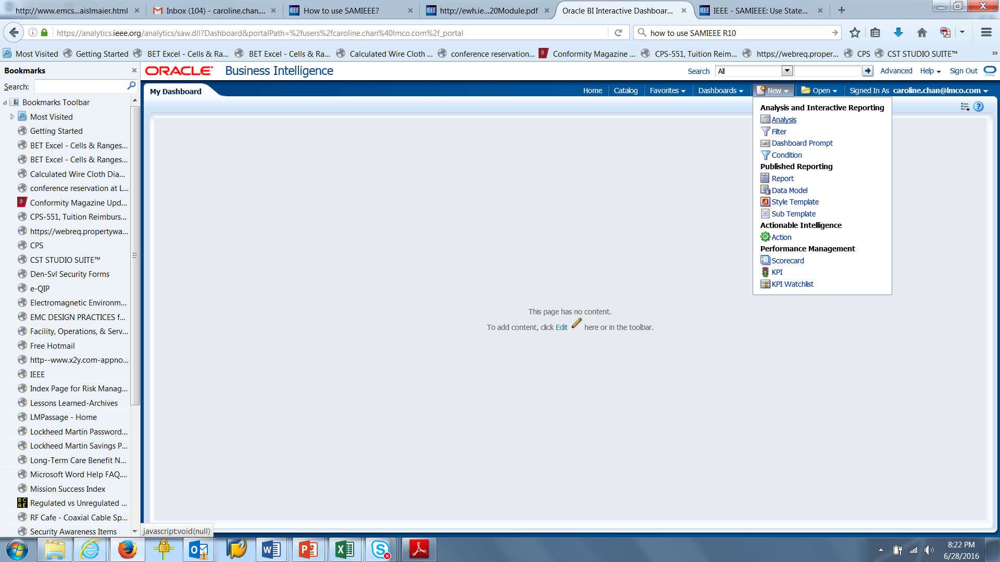 http://www.emcs...aislmaier.html
Inbox (104) - caroline.chan....
How to use SAMIEEE?
http://ewh.ie...20Module.pdf
Oracle BI Interactive Dashboar...
IEEE - SAMIEEE: Use State...
https://analytics.ieee.org/analytics/saw.dll?Dashboard&portalPath=%2fusers%2fcaroline.chan%40lmco.com%2f_portal
how to use SAMIEEE R10
Most Visited
Getting Started
BET Excel - Cells & Ra...
BET Excel - Cells & Ra...
Calculated Wire Cloth ...
conference reservation...
Conformity Magazine ...
CPS-551, Tuition Reim...
https://webreq.proper...
CPS
CST STUDIO SUITE™
Bookmarks
Search:
Bookmarks Toolbar
Most Visited
Getting Started
BET Excel - Cells & Ranges...
BET Excel - Cells & Ranges...
Calculated Wire Cloth Dia...
conference reservation at L...
Conformity Magazine Upd...
CPS-551, Tuition Reimburs...
https://webreq.propertywa...
CPS
CST STUDIO SUITE™
Den-Svl Security Forms
e-QIP
Electromagnetic Environm...
EMC DESIGN PRACTICES f...
Facility, Operations, & Serv...
Free Hotmail
http--www.x2y.com-appno...
IEEE
Index Page for Risk Manag...
Lessons Learned-Archives
LMPassage - Home
Lockheed Martin Password...
Lockheed Martin Savings P...
Long-Term Care Benefit N...
Microsoft Word Help FAQ....
Mission Success Index
Regulated vs Unregulated ...
RF Cafe - Coaxial Cable Sp...
Security Awareness Items
ORACLE Business Intelligence
Search All
Advanced Help Sign Out
My Dashboard
Home Catalog Favorites Dashboards New Open Signed In As caroline.chan@lmco.com
Analysis and Interactive Reporting
Analysis
Filter
Dashboard Prompt
Condition
Published Reporting
Report
Data Model
Style Template
Sub Template
Actionable Intelligence
Action
Performance Management
Scorecard
KPI
KPI Watchlist
This page has no content.
To add content, click Edit here or in the toolbar.
javascript:void(null)
8:22 PM
6/28/2016